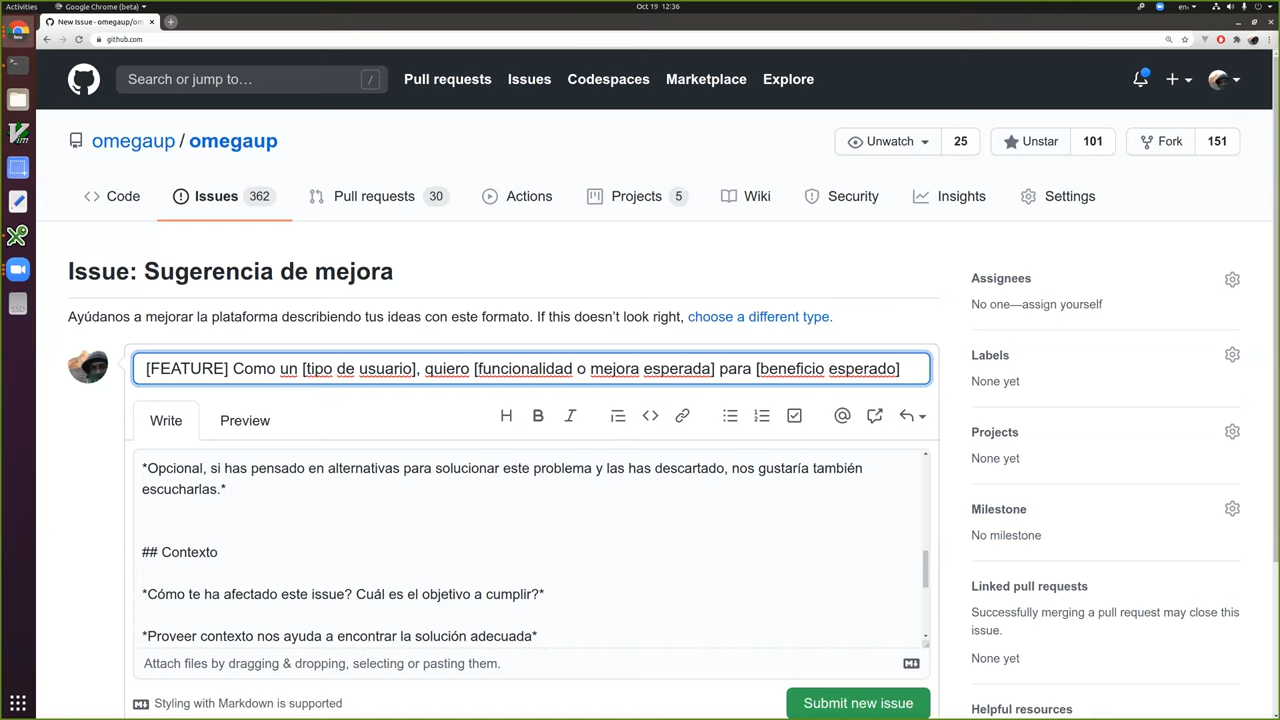 Activities
Google Chrome (beta)
Oct 19 12:36
en
New Issue - omegaup/om
github.com
Search or jump to…
/
Pull requests
Issues
Codespaces
Marketplace
Explore
omegaup / omegaup
Unwatch
25
Unstar
101
Fork
151
Code
Issues 362
Pull requests 30
Actions
Projects 5
Wiki
Security
Insights
Settings
Issue: Sugerencia de mejora
Ayúdanos a mejorar la plataforma describiendo tus ideas con este formato. If this doesn’t look right, choose a different type.
[FEATURE] Como un [tipo de usuario], quiero [funcionalidad o mejora esperada] para [beneficio esperado]
Write
Preview
*Opcional, si has pensado en alternativas para solucionar este problema y las has descartado, nos gustaría también
escucharlas.*
## Contexto
*Cómo te ha afectado este issue? Cuál es el objetivo a cumplir?*
*Proveer contexto nos ayuda a encontrar la solución adecuada*
Attach files by dragging & dropping, selecting or pasting them.
Styling with Markdown is supported
Submit new issue
Assignees
No one—assign yourself
Labels
None yet
Projects
None yet
Milestone
No milestone
Linked pull requests
Successfully merging a pull request may close this
issue.
None yet
Helpful resources
SSD